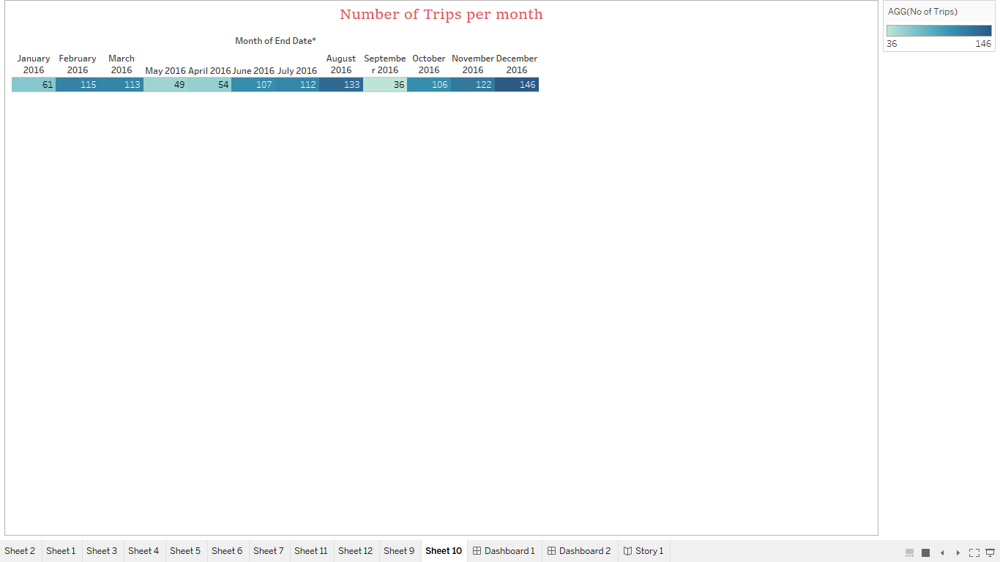 Number of Trips per month
AGG(No of Trips)
36 146
Month of End Date*
January 2016
February 2016
March 2016
May 2016
April 2016
June 2016
July 2016
August 2016
Septembe
r 2016
October 2016
November 2016
December 2016
61 115 113 49 54 107 112 133 36 106 122 146
Sheet 2 Sheet 1 Sheet 3 Sheet 4 Sheet 5 Sheet 6 Sheet 7 Sheet 11 Sheet 12 Sheet 9 Sheet 10 Dashboard 1 Dashboard 2 Story 1